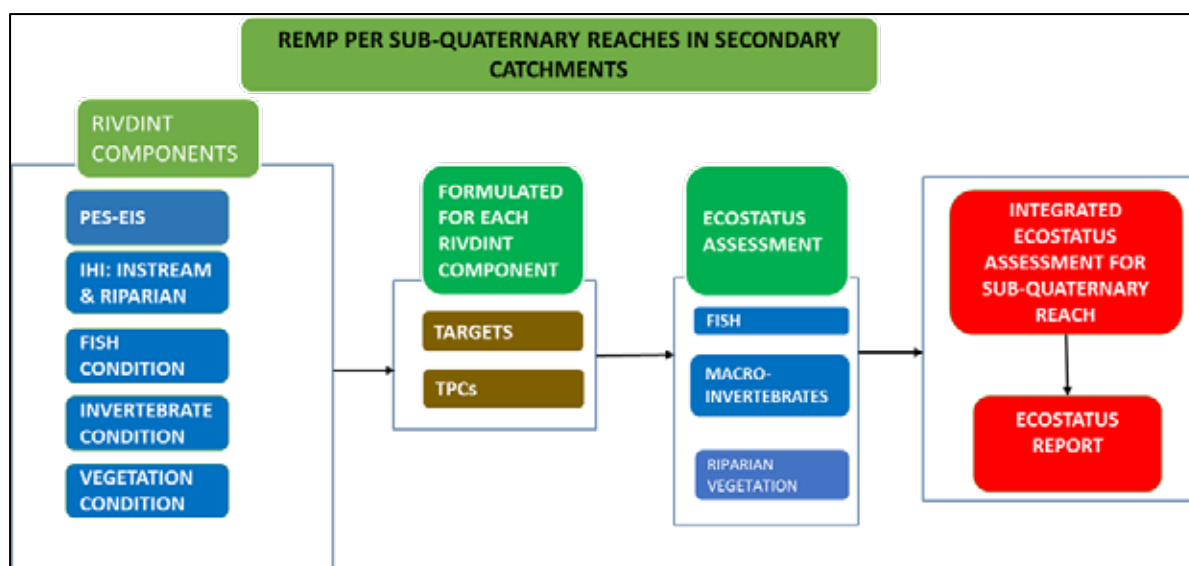 REMP PER SUB-QUATERNARY REACHES IN SECONDARY
CATCHMENTS
RIVDINT
COMPONENTS
PES-EIS
IHI: INSTREAM
& RIPARIAN
FISH
CONDITION
INVERTEBRATE
CONDITION
VEGETATION
CONDITION
FORMULATED
FOR EACH
RIVDINT
COMPONENT
TARGETS
TPCs
ECOSTATUS
ASSESSMENT
FISH
MACRO-
INVERTEBRATES
RIPARIAN
VEGETATION
INTEGRATED
ECOSTATUS
ASSESSMENT FOR
SUB-QUATERNARY
REACH
ECOSTATUS
REPORT